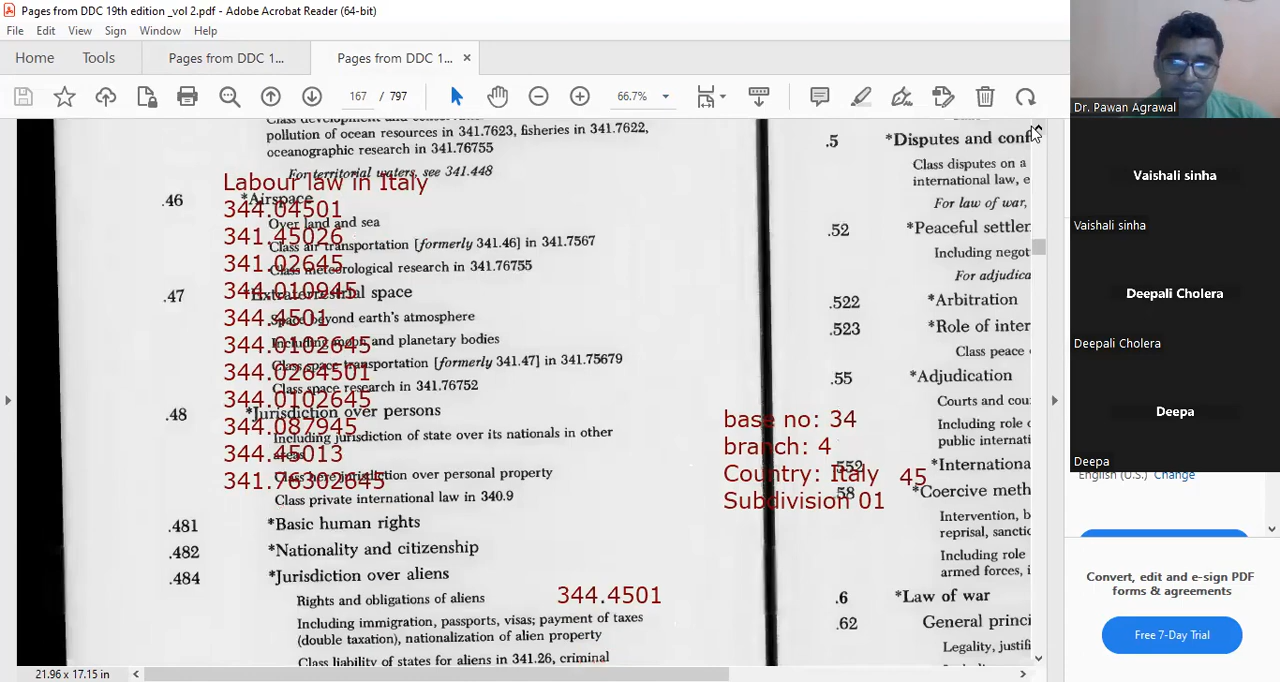 Pages from DDC 19th edition _vol 2.pdf - Adobe Acrobat Reader (64-bit)
File Edit View Sign Window Help
Home Tools Pages from DDC 1... Pages from DDC 1... ×
167 / 797 66.7%
pollution of ocean resources in 341.7623, fisheries in 341.7622,
oceanographic research in 341.76755
For territorial waters, see 341.448
Labour law in Italy
.46 *Airspace
344.04501
Over land and sea
341.45026
Class air transportation [formerly 341.46] in 341.7567
341.02645
Class meteorological research in 341.76755
344.010945
.47 *Extraterrestrial space
344.4501
Space beyond earth's atmosphere
344.0102645
Including moon and planetary bodies
Class space transportation [formerly 341.47] in 341.75679
344.0264501
Class space research in 341.76752
344.0102645
.48 *Jurisdiction over persons
344.087945
Including jurisdiction of state over its nationals in other
areas
344.45013
Class here jurisdiction over personal property
341.76302645
Class private international law in 340.9
.481 *Basic human rights
.482 *Nationality and citizenship
.484 *Jurisdiction over aliens
Rights and obligations of aliens
344.4501
Including immigration, passports, visas; payment of taxes
(double taxation), nationalization of alien property
Class liability of states for aliens in 341.26, criminal
.5 *Disputes and conf
Class disputes on a
international law, e
For law of war,
.52 *Peaceful settler
Including negot
For adjudica
.522 *Arbitration
.523 *Role of inter
Class peace
.55 *Adjudication
Courts and cou
base no: 34
Including role
branch: 4
public internati
.552 *Internationa
Country: Italy 45
.58 *Coercive meth
Subdivision 01
Intervention, b
reprisal, sanctic
Including role
armed forces, i
.6 *Law of war
.62 General princi
Legality, justifi
21.96 x 17.15 in
Dr. Pawan Agrawal
Vaishali sinha
Vaishali sinha
Deepali Cholera
Deepali Cholera
Deepa
Deepa
English (U.S.) Change
Convert, edit and e-sign PDF
forms & agreements
Free 7-Day Trial